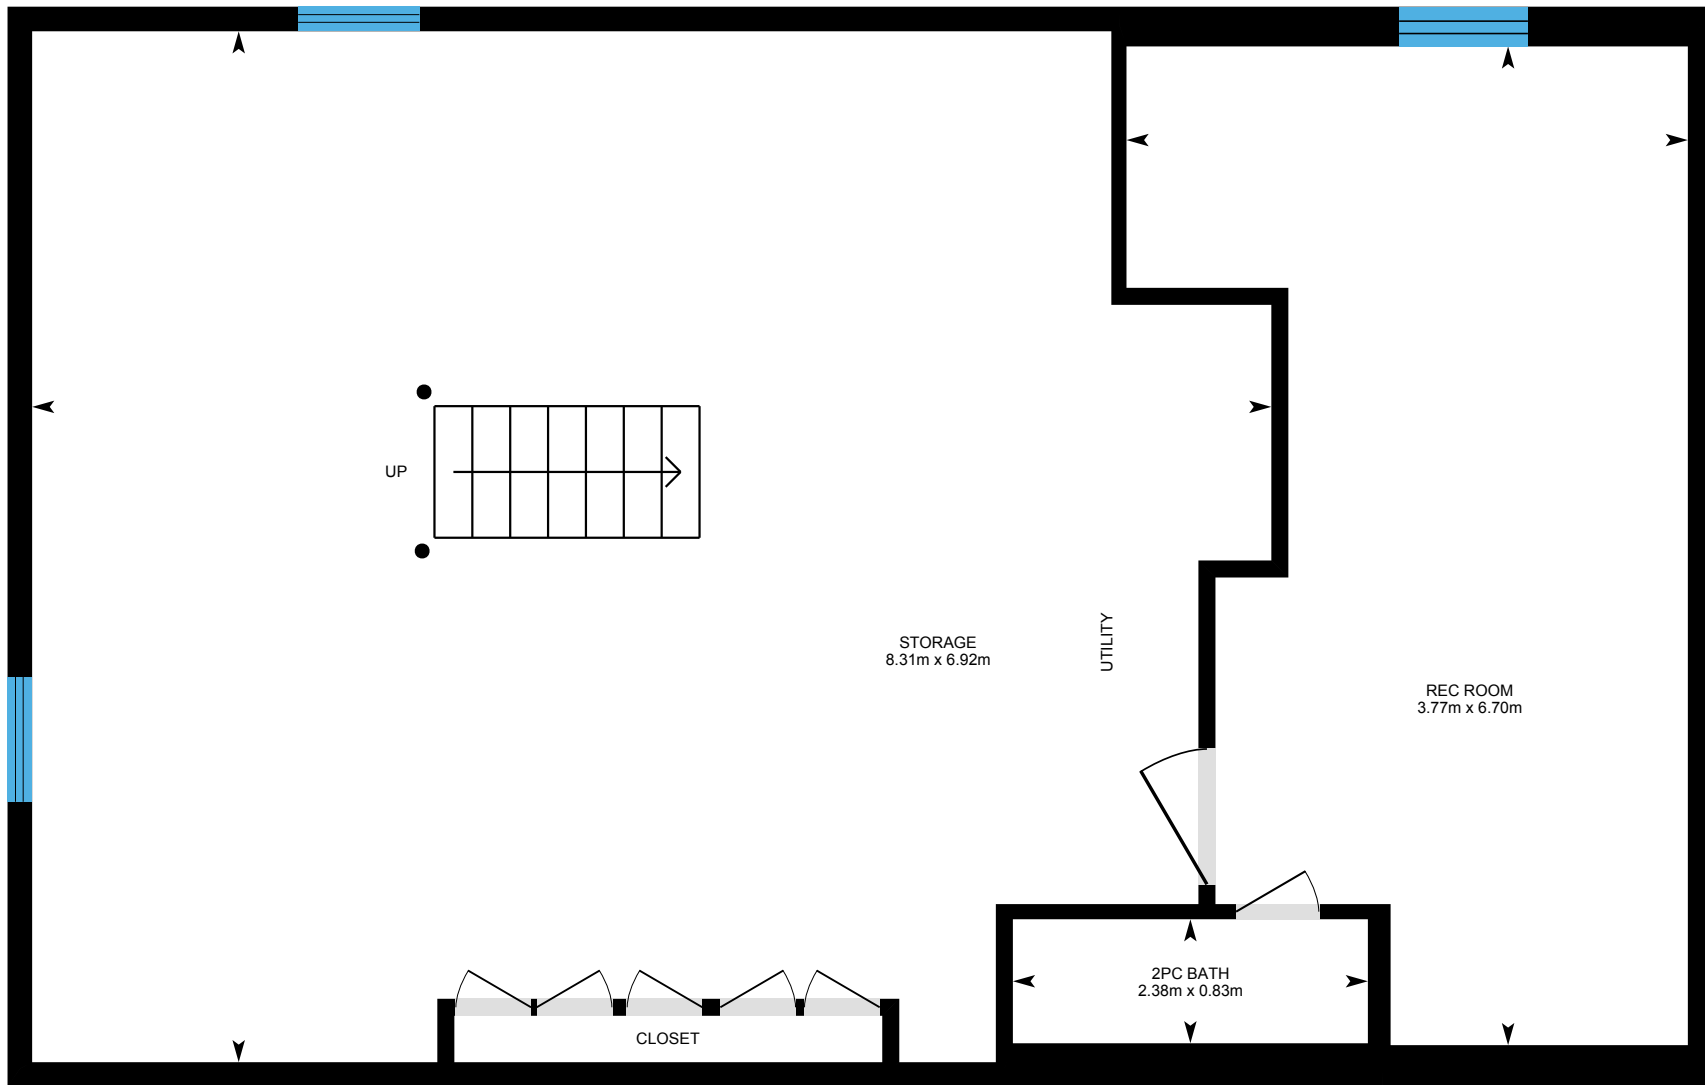 UP
STORAGE
8.31m x 6.92m
UTILITY
REC ROOM
3.77m x 6.70m
2PC BATH
2.38m x 0.83m
CLOSET